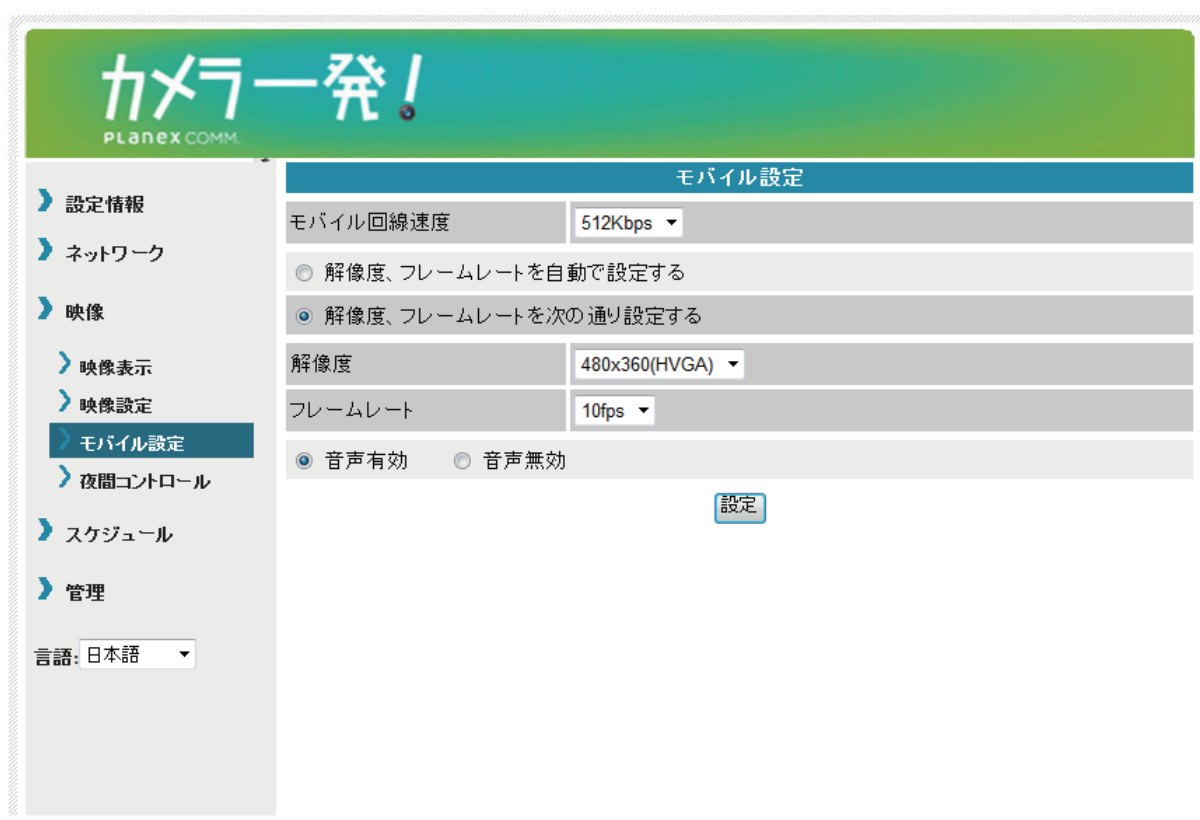 カメラ一発!
PLANEX COMM.
設定情報
ネットワーク
映像
映像表示
映像設定
モバイル設定
夜間コントロール
スケジュール
管理
言語: 日本語
モバイル設定
モバイル回線速度 512Kbps
解像度、フレームレートを自動で設定する
解像度、フレームレートを次の通り設定する
解像度 480x360(HVGA)
フレームレート 10fps
音声有効 音声無効
設定